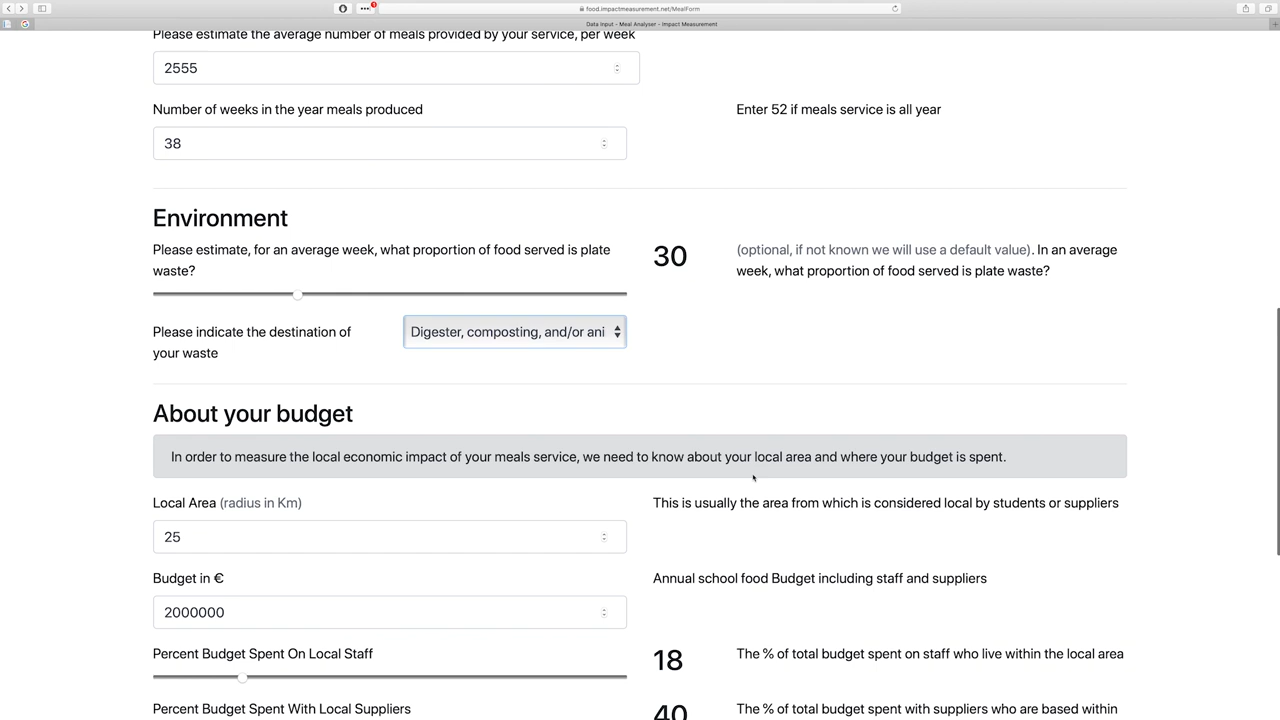 food.impactmeasurement.net/MealForm
Data Input - Meal Analyser - Impact Measurement
Please estimate the average number of meals provided by your service, per week
2555
Number of weeks in the year meals produced
Enter 52 if meals service is all year
38
Environment
Please estimate, for an average week, what proportion of food served is plate
waste?
30
(optional, if not known we will use a default value). In an average
week, what proportion of food served is plate waste?
Please indicate the destination of
your waste
Digester, composting, and/or ani
About your budget
In order to measure the local economic impact of your meals service, we need to know about your local area and where your budget is spent.
Local Area (radius in Km)
This is usually the area from which is considered local by students or suppliers
25
Budget in €
Annual school food Budget including staff and suppliers
2000000
Percent Budget Spent On Local Staff
18
The % of total budget spent on staff who live within the local area
Percent Budget Spent With Local Suppliers
40
The % of total budget spent with suppliers who are based within